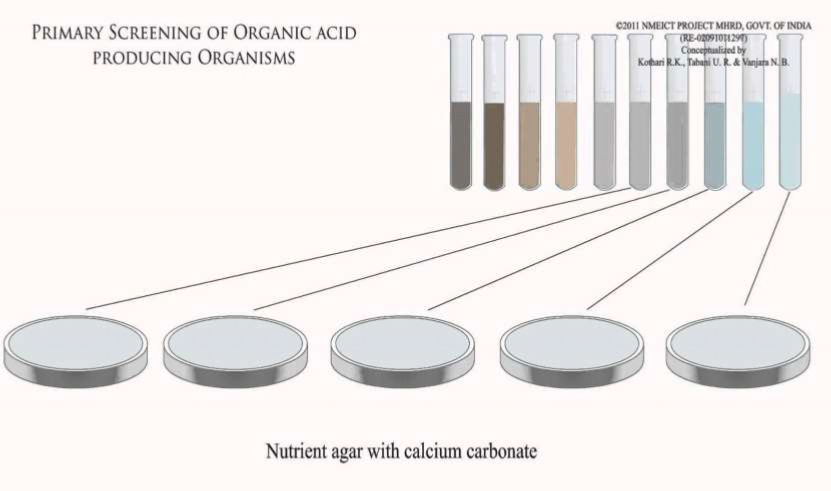 PRIMARY SCREENING OF ORGANIC ACID
PRODUCING ORGANISMS
©2011 NMEICT PROJECT MHRD, GOVT. OF INDIA
Conceptualized by
Kothari R.K., Tabani U. R. & Vanjara N. B.
Nutrient agar with calcium carbonate